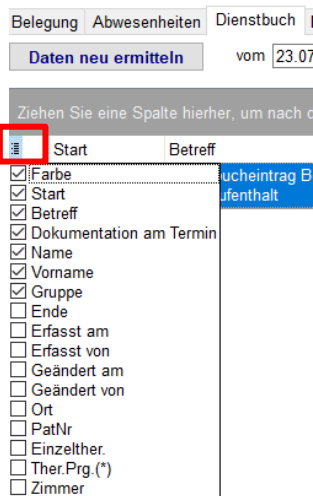 Belegung Abwesenheiten Dienstbuch
Daten neu ermitteln vom 23.07
Ziehen Sie eine Spalte hierher, um nach
Start Betreff
Farbe
Start
Betreff
Dokumentation am Termin
Name
Vorname
Gruppe
Ende
Erfasst am
Erfasst von
Geändert am
Geändert von
Ort
PatNr
Einzelther.
Ther.Prg.(*)
Zimmer
ucheintrag B
ufenthalt